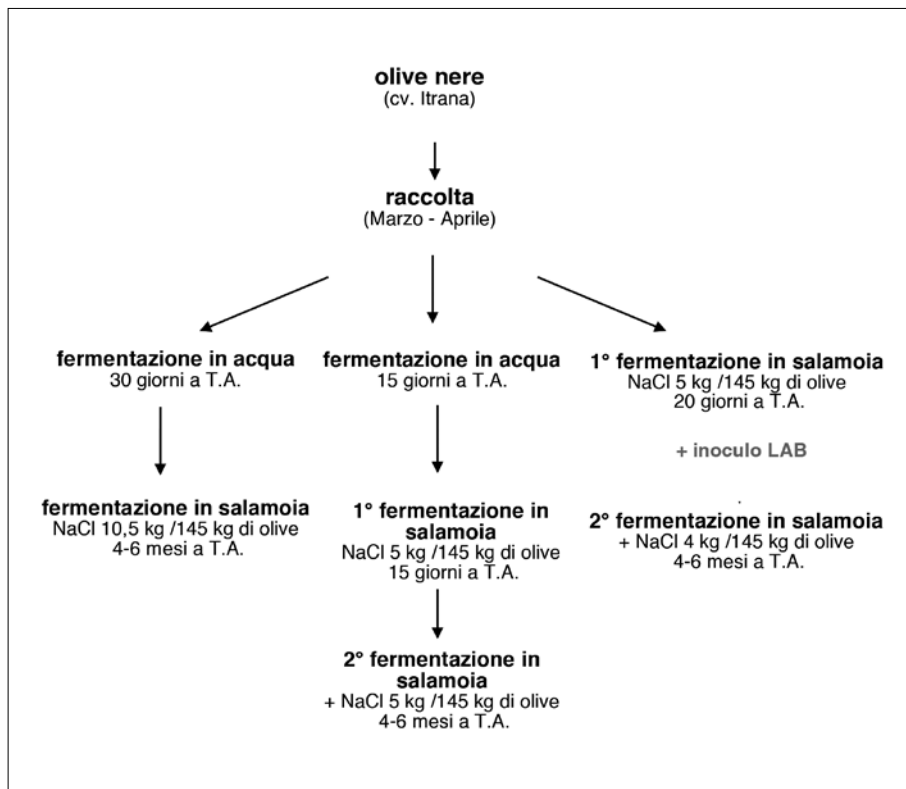 olive nere
(cv. Itrana)
raccolta
(Marzo - Aprile)
fermentazione in acqua
30 giorni a T.A.
fermentazione in salamoia
NaCl 10,5 kg /145 kg di olive
4-6 mesi a T.A.
fermentazione in acqua
15 giorni a T.A.
1° fermentazione in
salamoia
NaCl 5 kg /145 kg di olive
15 giorni a T.A.
2° fermentazione in
salamoia
+ NaCl 5 kg /145 kg di olive
4-6 mesi a T.A.
1° fermentazione in salamoia
NaCl 5 kg /145 kg di olive
20 giorni a T.A.
+ inoculo LAB
2° fermentazione in salamoia
+ NaCl 4 kg /145 kg di olive
4-6 mesi a T.A.